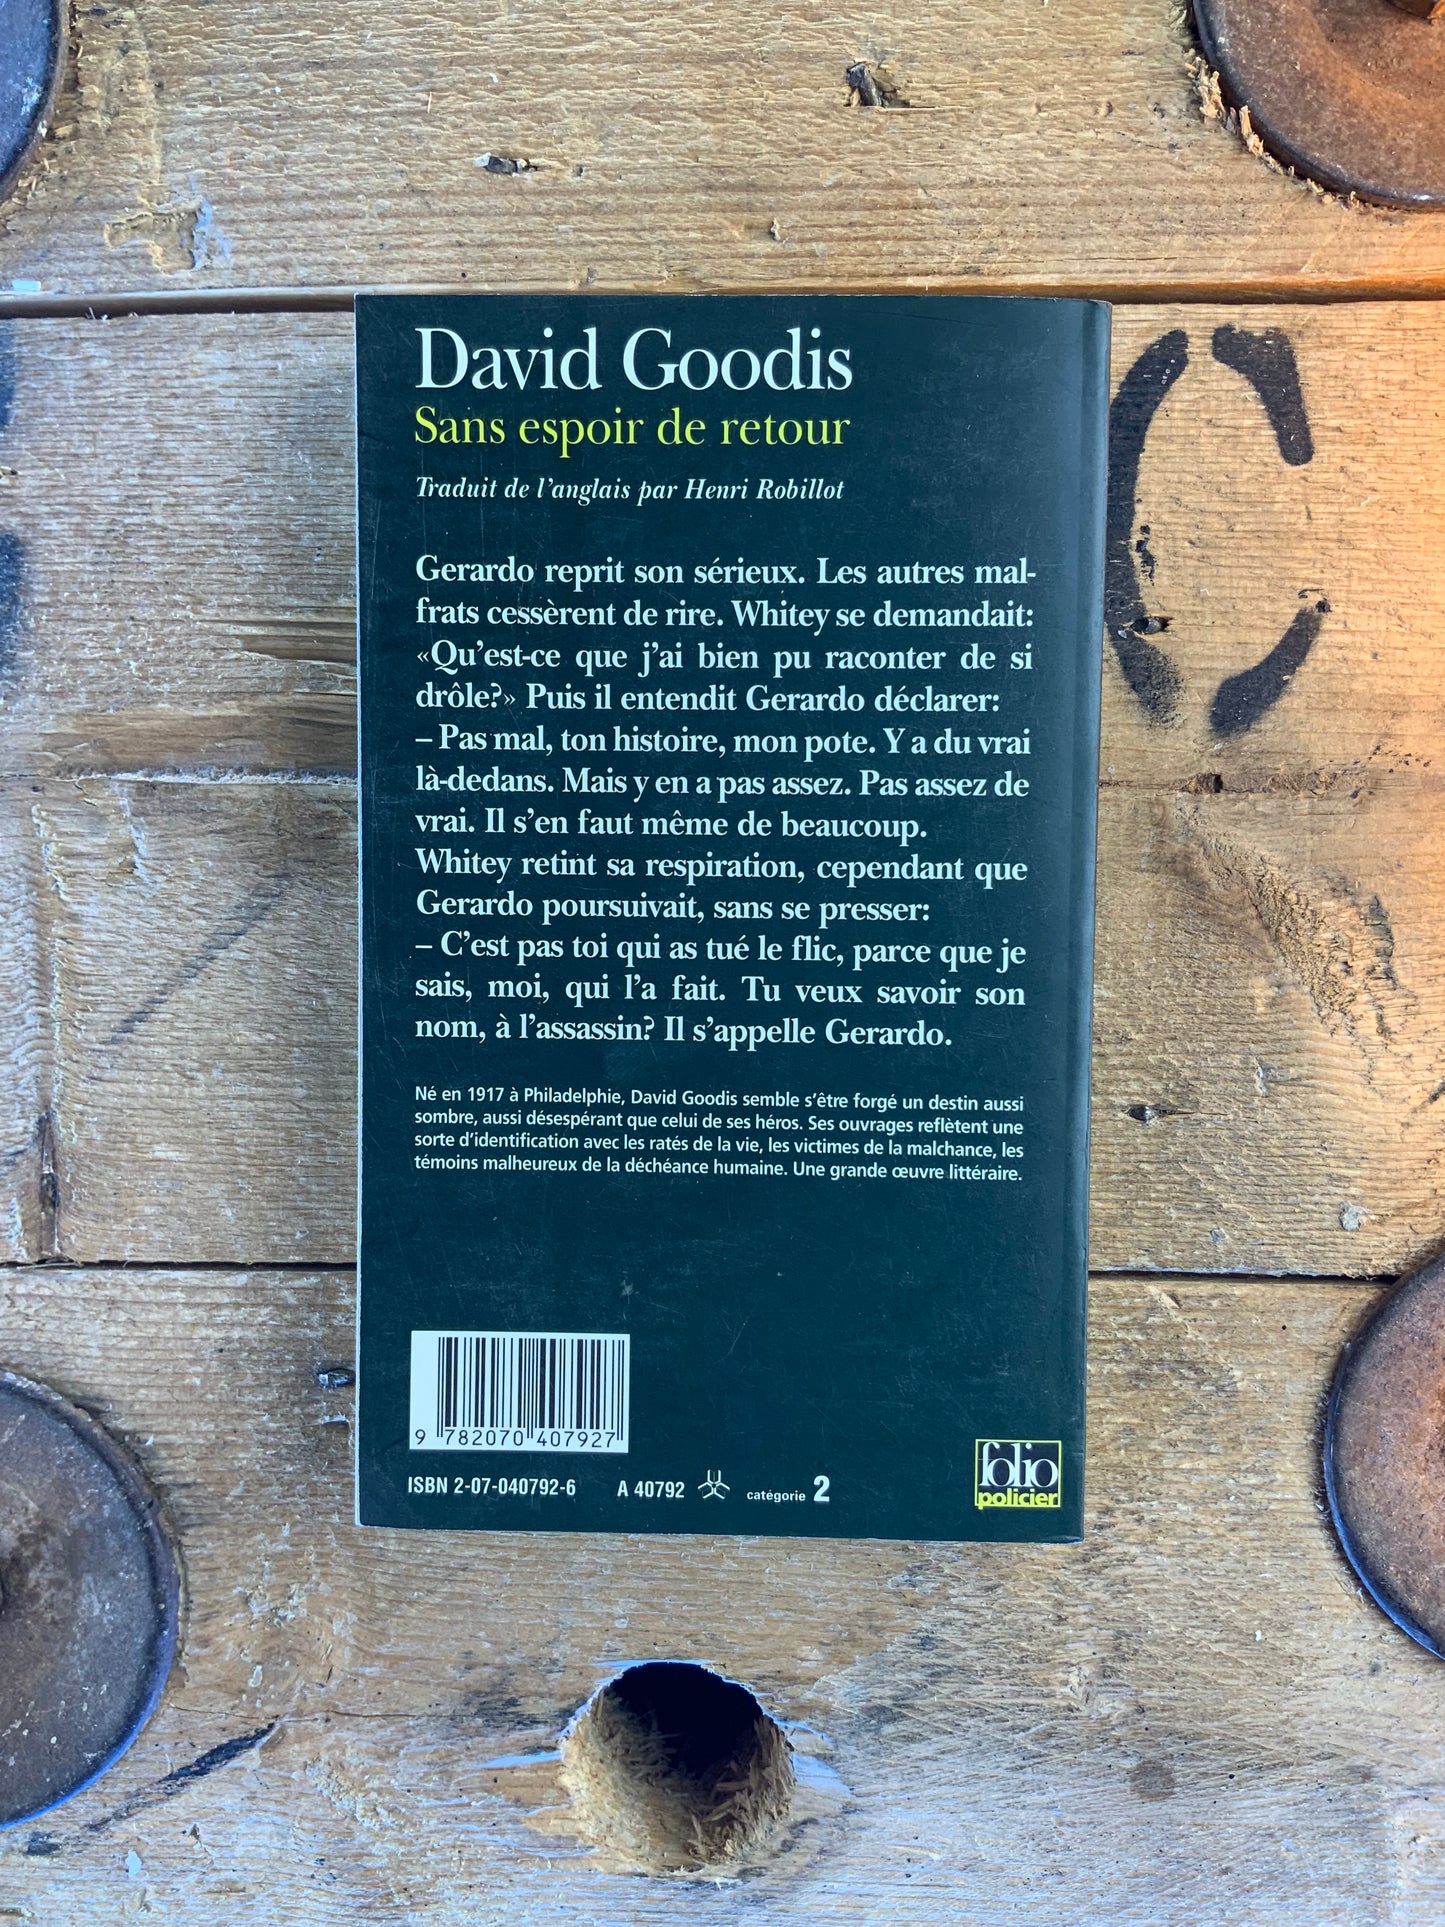 David Goodis
Sans espoir de retour
Traduit de l'anglais par Henri Robillot
Gerardo reprit son sérieux. Les autres mal-
frats cessèrent de rire. Whitey se demandait:
«Qu'est-ce que j'ai bien pu raconter de si
drôle?» Puis il entendit Gerardo déclarer:
– Pas mal, ton histoire, mon pote. Y a du vrai
là-dedans. Mais y en a pas assez. Pas assez de
vrai. Il s'en faut même de beaucoup.
Whitey retint sa respiration, cependant que
Gerardo poursuivait, sans se presser:
– C'est pas toi qui as tué le flic, parce que je
sais, moi, qui l'a fait. Tu veux savoir son
nom, à l'assassin? Il s'appelle Gerardo.
Né en 1917 à Philadelphie, David Goodis semble s'être forgé un destin aussi
sombre, aussi désespérant que celui de ses héros. Ses ouvrages reflètent une
sorte d'identification avec les ratés de la vie, les victimes de la malchance, les
témoins malheureux de la déchéance humaine. Une grande œuvre littéraire.
9 782070 407927
ISBN 2-07-040792-6 A 40792 catégorie 2
folio
policier
C